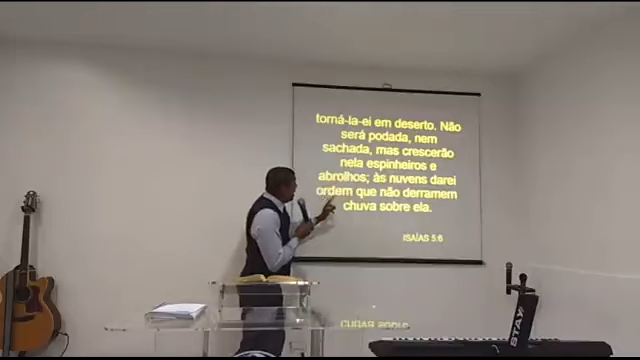 torná-la-ei em deserto. Não
será podada, nem
sachada, mas crescerão
nela espinheiros e
abrolhos; às nuvens darei
ordem que não derramem
chuva sobre ela.
ISAÍAS 5:6
STAY